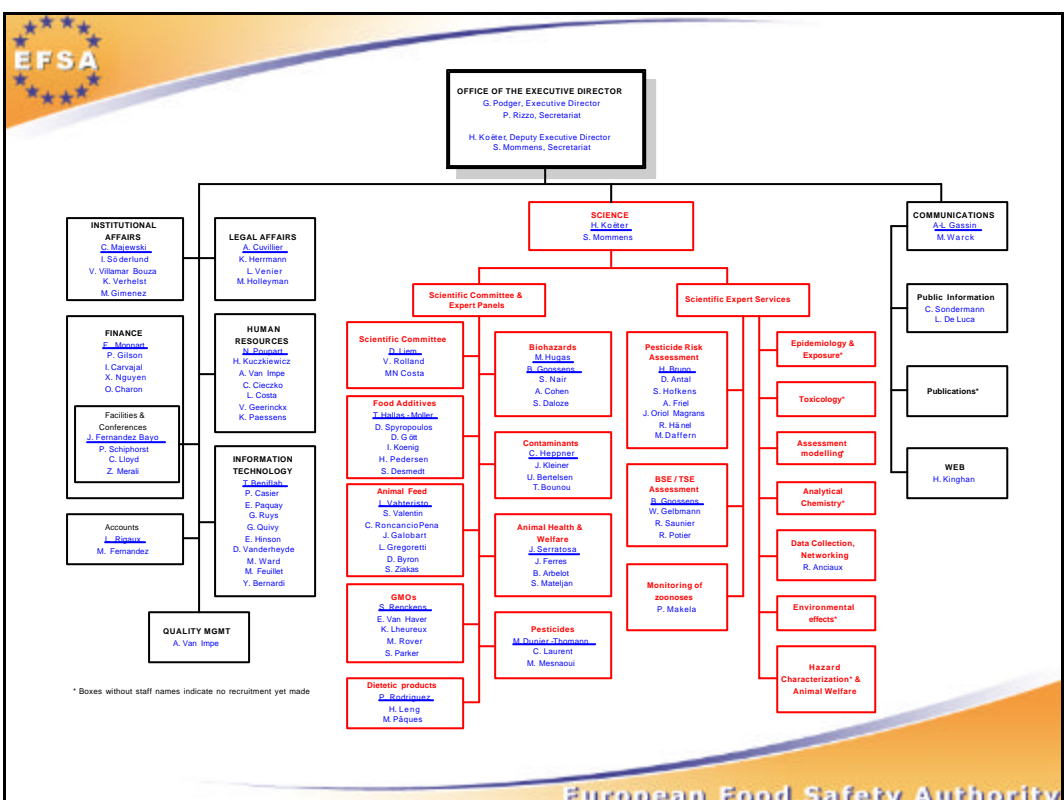 EFSA
OFFICE OF THE EXECUTIVE DIRECTOR
G. Podger, Executive Director
P. Rizzo, Secretariat
H. Koëter, Deputy Executive Director
S. Mommens, Secretariat
INSTITUTIONAL
AFFAIRS
C. Majewski
I. Söderlund
V. Villamar Bouza
K. Verhelst
M. Gimenez
LEGAL AFFAIRS
A. Cuvillier
K. Herrmann
L. Venier
M. Holleyman
FINANCE
E. Monnart
P. Gilson
I. Carvajal
X. Nguyen
O. Charon
Facilities &
Conferences
J. Fernandez Bayo
P. Schiphorst
C. Lloyd
Z. Merali
HUMAN
RESOURCES
N. Poupart
H. Kuczkiewicz
A. Van Impe
C. Cieczko
L. Costa
V. Geerinckx
K. Paessens
INFORMATION
TECHNOLOGY
T. Beniflah
P. Casier
E. Paquay
G. Ruys
G. Quivy
E. Hinson
D. Vanderheyde
M. Ward
M. Feuillet
Y. Bernardi
Accounts
L. Rigaux
M. Fernandez
QUALITY MGMT
A. Van Impe
* Boxes without staff names indicate no recruitment yet made
SCIENCE
H. Koëter
S. Mommens
Scientific Committee &
Expert Panels
Scientific Expert Services
Scientific Committee
D. Liem
V. Rolland
MN Costa
Food Additives
T. Hallas-Moller
D. Spyropoulos
D. Gött
I. Koenig
H. Pedersen
S. Desmedt
Animal Feed
L. Vahteristo
S. Valentin
C. Roncancio Pena
J. Galobart
L. Gregoretti
D. Byron
S. Ziakas
GMOs
S. Renckens
E. Van Haver
K. Lheureux
M. Rover
S. Parker
Dietetic products
P. Rodriguez
H. Leng
M. Pâques
Biohazards
M. Hugas
B. Goossens
S. Nair
A. Cohen
S. Daloze
Contaminants
C. Heppner
J. Kleiner
U. Bertelsen
T. Bounou
Animal Health &
Welfare
J. Serratosa
J. Ferres
B. Arbelot
S. Mateljan
Pesticides
M. Dunier-Thomann
C. Laurent
M. Mesnaoui
Pesticide Risk
Assessment
H. Bruno
D. Antal
S. Hofkens
A. Friel
J. Oriol Magrans
R. Hänel
M. Daffern
BSE / TSE
Assessment
B. Goossens
W. Gelbmann
R. Saunier
R. Potier
Monitoring of
zoonoses
P. Makela
Epidemiology &
Exposure*
Toxicology*
Assessment
modelling*
Analytical
Chemistry*
Data Collection,
Networking
R. Anciaux
Environmental
effects*
Hazard
Characterization* &
Animal Welfare
COMMUNICATIONS
A-L Gassin
M. Warck
Public Information
C. Sondermann
L. De Luca
Publications*
WEB
H. Kinghan
European Food Safety Authority